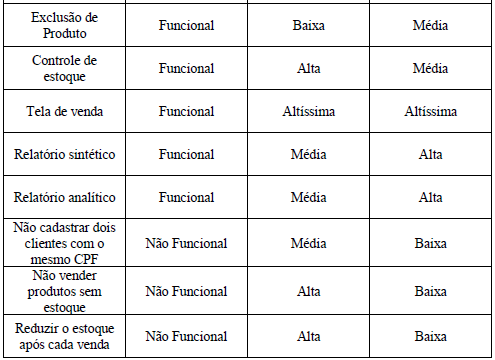 Exclusão de
Produto
Funcional
Baixa
Média
Controle de
estoque
Funcional
Alta
Média
Tela de venda
Funcional
Altíssima
Altíssima
Relatório sintético
Funcional
Média
Alta
Relatório analítico
Funcional
Média
Alta
Não cadastrar dois
clientes com o
mesmo CPF
Não Funcional
Média
Baixa
Não vender
produtos sem
estoque
Não Funcional
Alta
Baixa
Reduzir o estoque
após cada venda
Não Funcional
Alta
Baixa